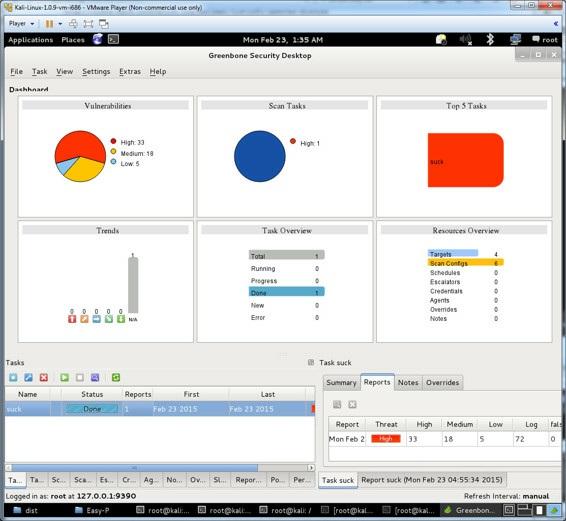 Kali-Linux-1.0.9-vm-i686 - VMware Player (Non-commercial use only)
Player
Applications Places Mon Feb 23, 1:35 AM root
Greenbone Security Desktop
File Task View Settings Extras Help
Dashboard
Vulnerabilities
High: 33
Medium: 18
Low: 5
Scan Tasks
High: 1
Top 5 Tasks
suck
Trends
1
0 0 0 0 0 N/A
Task Overview
Total 1
Running 0
Progress 0
Done 1
New 0
Error 0
Resources Overview
Targets 4
Scan Configs 6
Schedules 0
Escalators 0
Credentials 0
Agents 0
Overrides 0
Notes 0
Tasks
Name Status Reports First Last
suck Done 1 Feb 23 2015 Feb 23 2015
Task suck
Summary Reports Notes Overrides
Report Threat High Medium Low Log fals
Mon Feb 2 High 33 18 5 72 0
Ta... Ta... Sc... Sca... Es... Cr... Ag... No... Ov... Sl... Repor... Po... Per...
Task suck Report suck (Mon Feb 23 04:55:34 2015)
Logged in as: root at 127.0.0.1:9390 Refresh Interval: manual
dist Easy-P root@kali:... root@kali:... root@kali: / [root@kali:... [root@kali:... Greenbon...